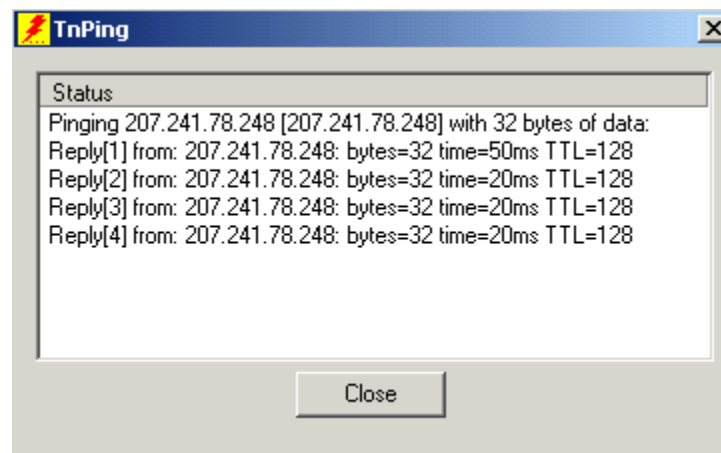 TnPing
Status
Pinging 207.241.78.248 [207.241.78.248] with 32 bytes of data:
Reply[1] from: 207.241.78.248: bytes=32 time=50ms TTL=128
Reply[2] from: 207.241.78.248: bytes=32 time=20ms TTL=128
Reply[3] from: 207.241.78.248: bytes=32 time=20ms TTL=128
Reply[4] from: 207.241.78.248: bytes=32 time=20ms TTL=128
Close